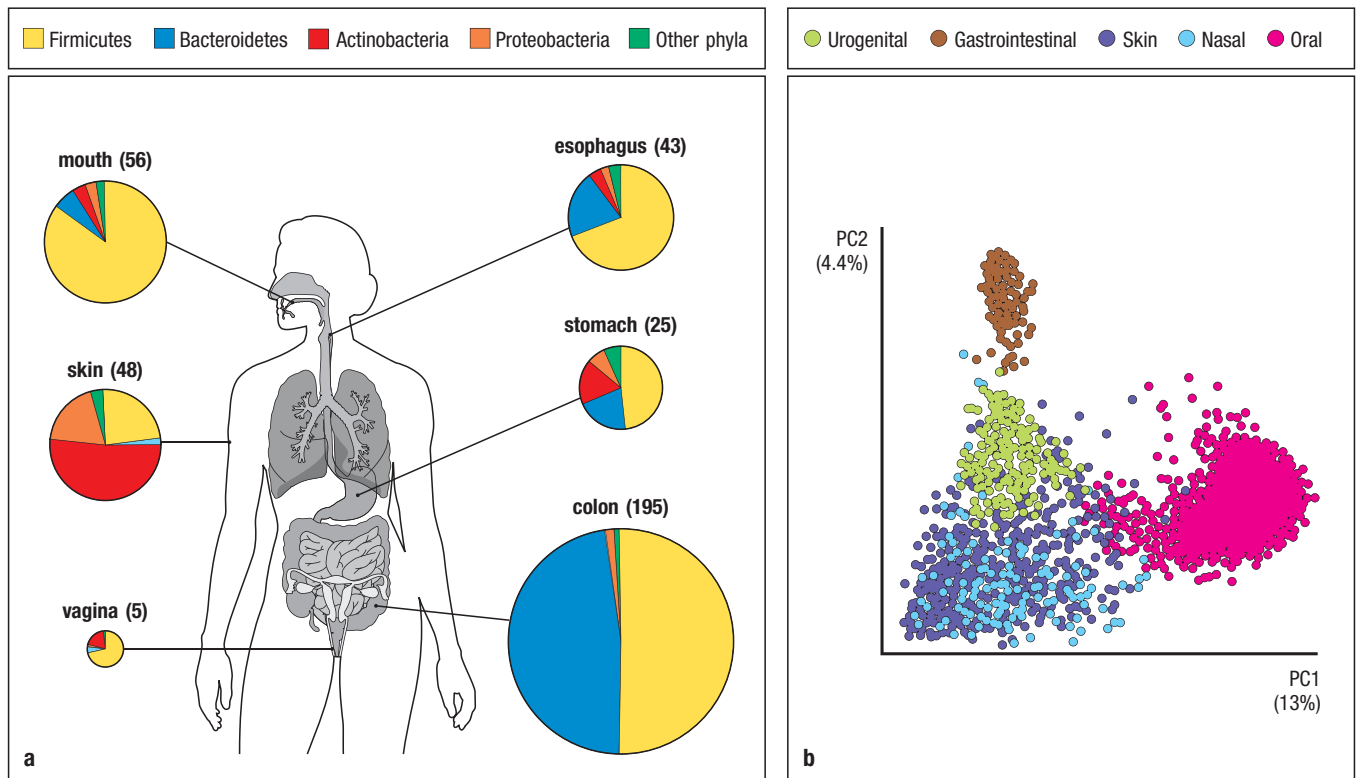 Firmicutes Bacteroidetes Actinobacteria Proteobacteria Other phyla
mouth (56)
esophagus (43)
stomach (25)
skin (48)
colon (195)
vagina (5)
a
Urogenital Gastrointestinal Skin Nasal Oral
PC2
(4.4%)
PC1
(13%)
b